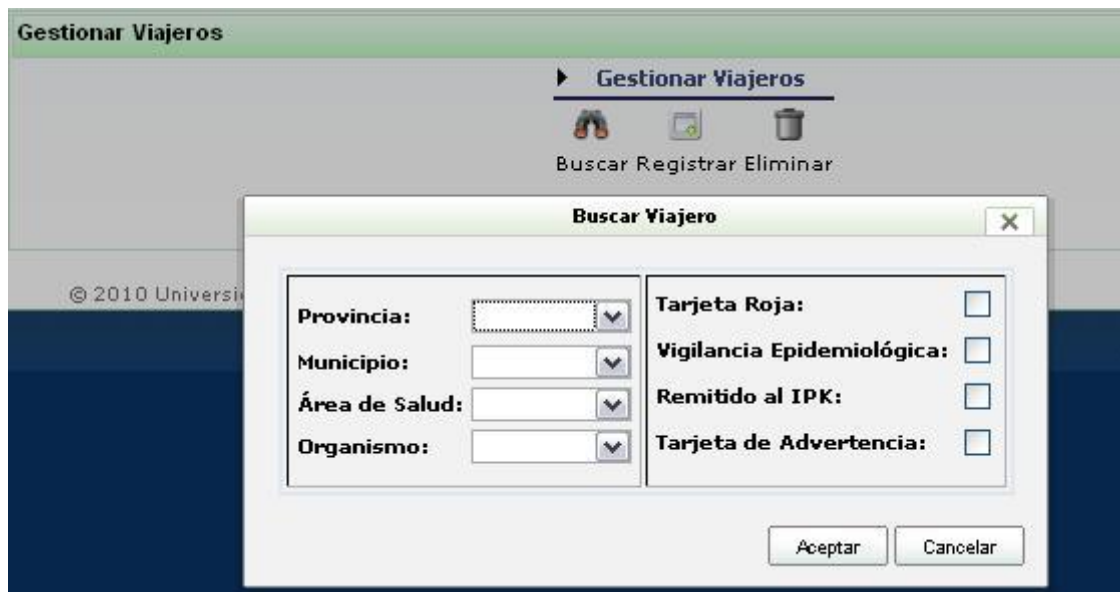 Gestionar Viajeros
Gestionar Viajeros
Buscar Registrar Eliminar
Buscar Viajero
© 2010
Provincia:
Municipio:
Área de Salud:
Organismo:
Tarjeta Roja:
Vigilancia Epidemiológica:
Remitido al IPK:
Tarjeta de Advertencia:
Aceptar Cancelar